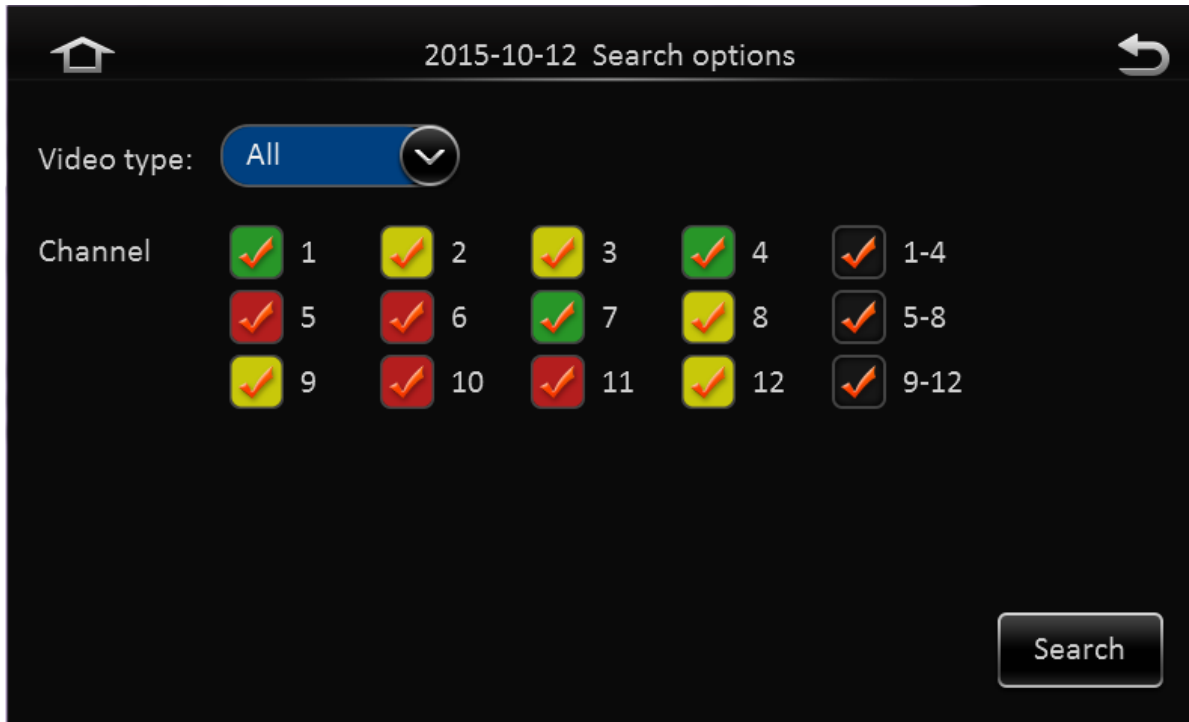 2015-10-12 Search options
Video type: All
Channel 1 2 3 4 1-4
5 6 7 8 5-8
9 10 11 12 9-12
Search